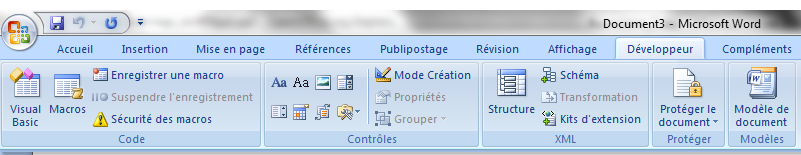 Document3 - Microsoft Word
Accueil Insertion Mise en page Références Publipostage Révision Affichage Développeur Compléments
Visual Basic
Macros
Enregistrer une macro
Suspendre l'enregistrement
Sécurité des macros
Code
Aa Aa
Mode Création
Propriétés
Grouper
Contrôles
Structure
Schéma
Transformation
Kits d'extension
XML
Protéger le
document
Protéger
Modèle de
document
Modèles